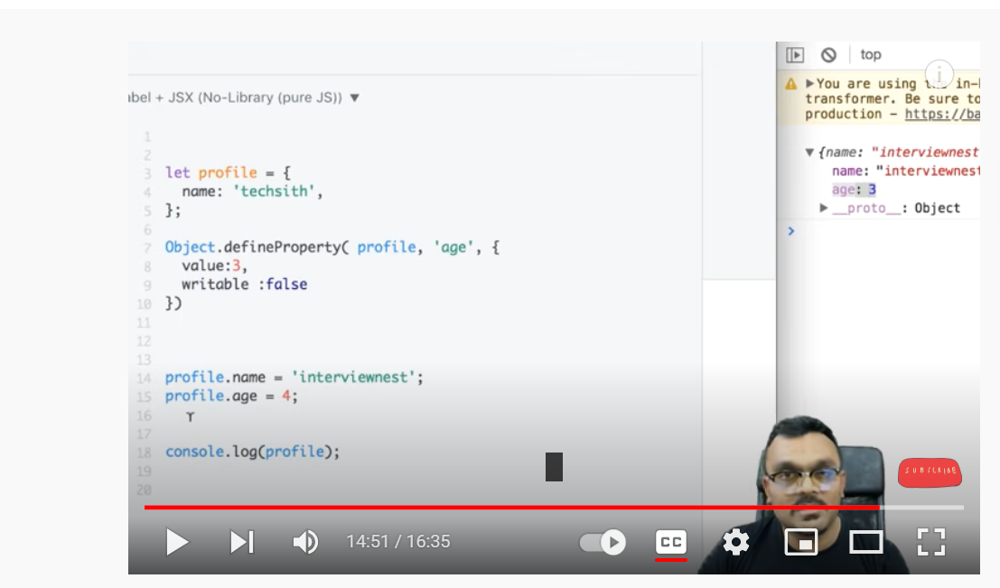 top
abel + JSX (No-Library (pure JS)) ▼
▶You are using the in-b
transformer. Be sure to
production – https://ba
1
2
3 let profile = {
4 name: 'techsith',
5 };
6
7 Object.defineProperty( profile, 'age', {
8 value:3,
9 writable :false
10 })
11
12
13
14 profile.name = 'interviewnest';
15 profile.age = 4;
16
17
18 console.log(profile);
19
20
▼{name: "interviewnest
name: "interviewnest
age: 3
▶__proto__: Object
>
SUBSCRIBE
14:51 / 16:35
CC